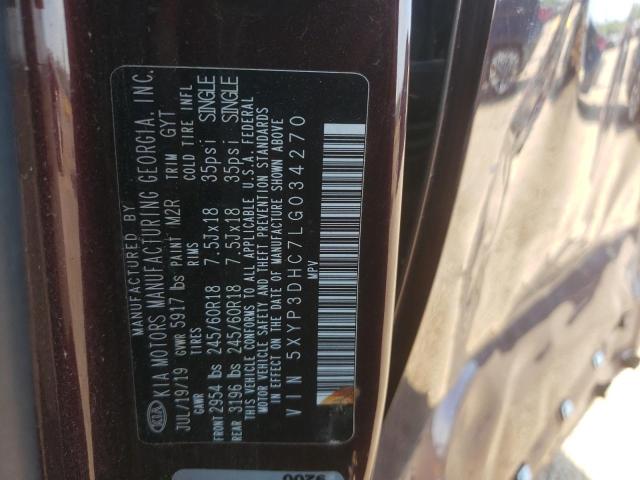 KIA
MANUFACTURED BY
KIA MOTORS MANUFACTURING GEORGIA, INC.
JUL/19/19 GVWR 5917 lbs PAINT M2R TRIM GYT
GAWR TIRES RIMS COLD TIRE INFL
FRONT 2954 lbs 245/60R18 7.5Jx18 35psi SINGLE
REAR 3196 lbs 245/60R18 7.5Jx18 35psi SINGLE
THIS VEHICLE CONFORMS TO ALL APPLICABLE U.S.A. FEDERAL
MOTOR VEHICLE SAFETY AND THEFT PREVENTION STANDARDS
IN EFFECT ON THE DATE OF MANUFACTURE SHOWN ABOVE
VIN 5XYP3DHC7LG034270
MPV